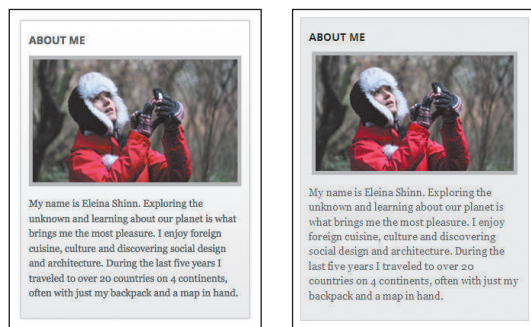 ABOUT ME
My name is Eleina Shinn. Exploring the
unknown and learning about our planet is what
brings me the most pleasure. I enjoy foreign
cuisine, culture and discovering social design
and architecture. During the last five years I
traveled to over 20 countries on 4 continents,
often with just my backpack and a map in hand.
ABOUT ME
My name is Eleina Shinn. Exploring the
unknown and learning about our planet is
what brings me the most pleasure. I enjoy
foreign cuisine, culture and discovering
social design and architecture. During the
last five years I traveled to over 20
countries on 4 continents, often with just my
backpack and a map in hand.